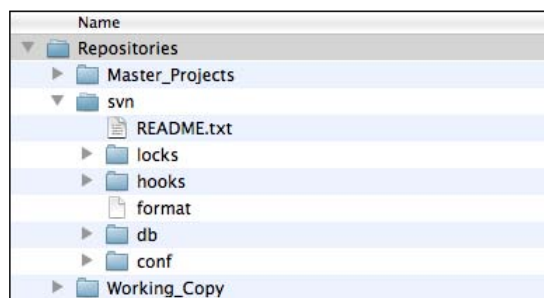 Name
Repositories
Master_Projects
svn
README.txt
locks
hooks
format
db
conf
Working_Copy